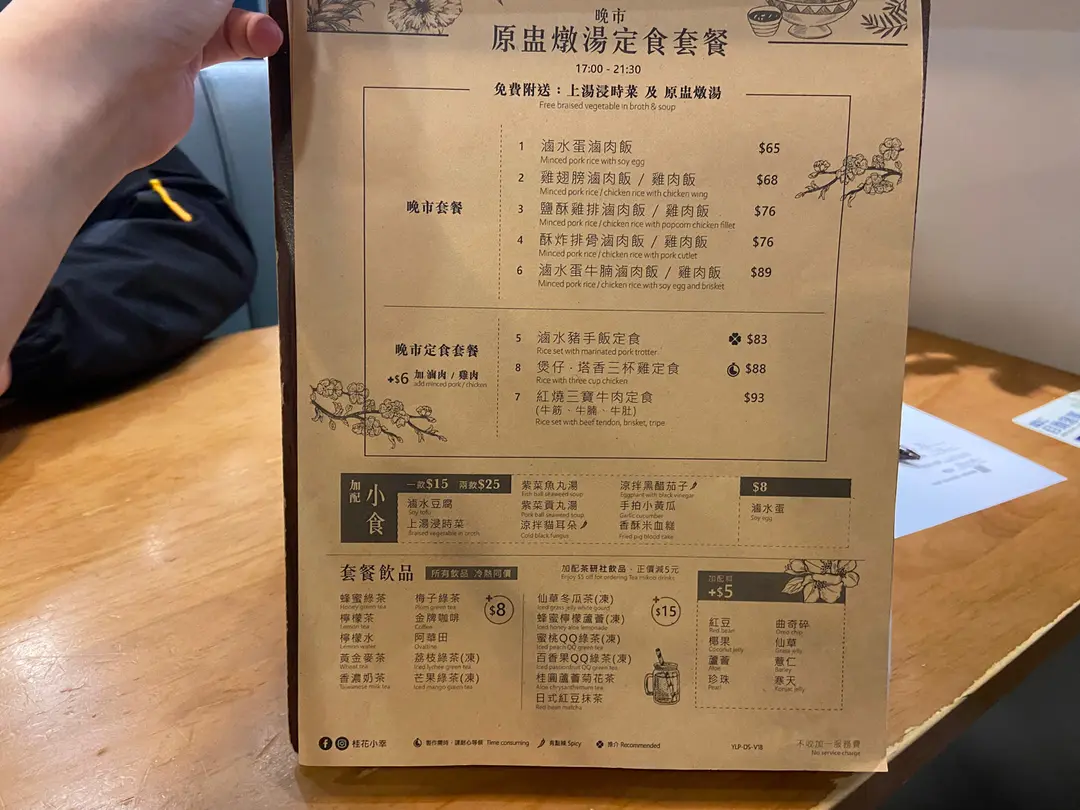 晚市
原盅燉湯定食套餐
17:00 - 21:30
免費附送：上湯浸時菜 及 原盅燉湯
Free braised vegetable in broth & soup
晚市套餐
1 滷水蛋滷肉飯 $65
Minced pork rice with soy egg
2 雞翅膀滷肉飯 / 雞肉飯 $68
Minced pork rice / chicken rice with chicken wing
3 鹽酥雞排滷肉飯 / 雞肉飯 $76
Minced pork rice / chicken rice with popcorn chicken fillet
4 酥炸排骨滷肉飯 / 雞肉飯 $76
Minced pork rice / chicken rice with pork cutlet
6 滷水蛋牛腩滷肉飯 / 雞肉飯 $89
Minced pork rice / chicken rice with soy egg and brisket
晚市定食套餐
+$6 加滷肉 / 雞肉
add minced pork / chicken
5 滷水豬手飯定食 $83
Rice set with marinated pork trotter
8 煲仔·塔香三杯雞定食 $88
Rice with three cup chicken
7 紅燒三寶牛肉定食 $93
(牛筋、牛腩、牛肚)
Rice set with beef tendon, brisket, tripe
加配
小食
一款$15 兩款$25
滷水豆腐
Soy tofu
上湯浸時菜
Braised vegetable in broth
紫菜魚丸湯
Fish ball seaweed soup
紫菜貢丸湯
Pork ball seaweed soup
涼拌貓耳朵
Cold black fungus
涼拌黑醋茄子
Eggplant with black vinegar
手拍小黃瓜
Garlic cucumber
香酥米血糕
Fried pig blood cake
$8
滷水蛋
Soy egg
套餐飲品
所有飲品 冷熱同價
蜂蜜綠茶
Honey green tea
檸檬茶
Lemon tea
檸檬水
Lemon water
黃金麥茶
Wheat tea
香濃奶茶
Taiwanese milk tea
梅子綠茶
Plum green tea
金牌咖啡
Coffee
阿華田
Ovaltine
荔枝綠茶(凍)
Iced lychee green tea
芒果綠茶(凍)
Iced mango green tea
+
$8
加配茶研社飲品，正價減5元
Enjoy $5 off for ordering Tea Hikoo drinks
仙草冬瓜茶(凍)
Iced grass jelly white gourd
蜂蜜檸檬蘆薈(凍)
Iced honey aloe lemonade
蜜桃QQ綠茶(凍)
Iced peach QQ green tea
百香果QQ綠茶(凍)
Iced passionfruit QQ green tea
桂圓蘆薈菊花茶
Aloe chrysanthemum tea
日式紅豆抹茶
Red bean matcha
+
$15
加配料
+$5
紅豆
Red bean
椰果
Coconut jelly
蘆薈
Aloe
珍珠
Pearl
曲奇碎
Oreo chip
仙草
Grass jelly
薏仁
Barley
寒天
Konjac jelly
桂花小幸
製作需時，請耐心等候 Time consuming
有點辣 Spicy
推介 Recommended
YLP-DS-V18
不收加一服務費
No service charge